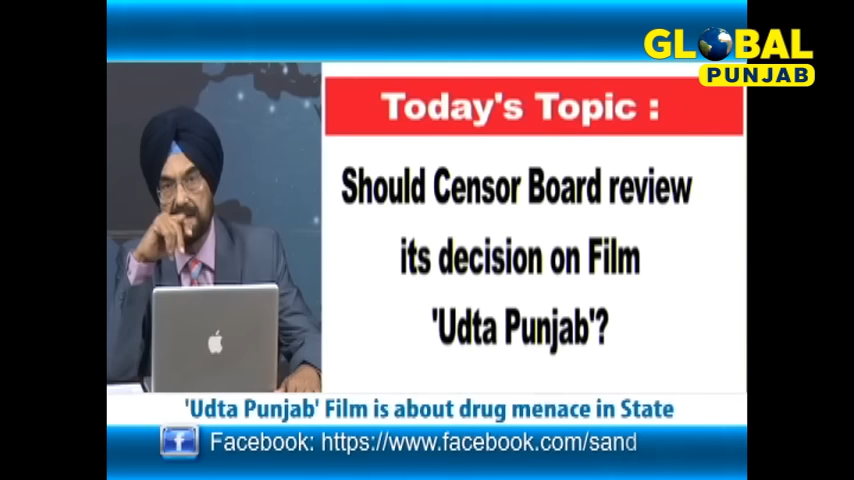 GLOBAL
PUNJAB
Today's Topic :
Should Censor Board review
its decision on Film
'Udta Punjab'?
'Udta Punjab' Film is about drug menace in State
Facebook: https://www.facebook.com/sand